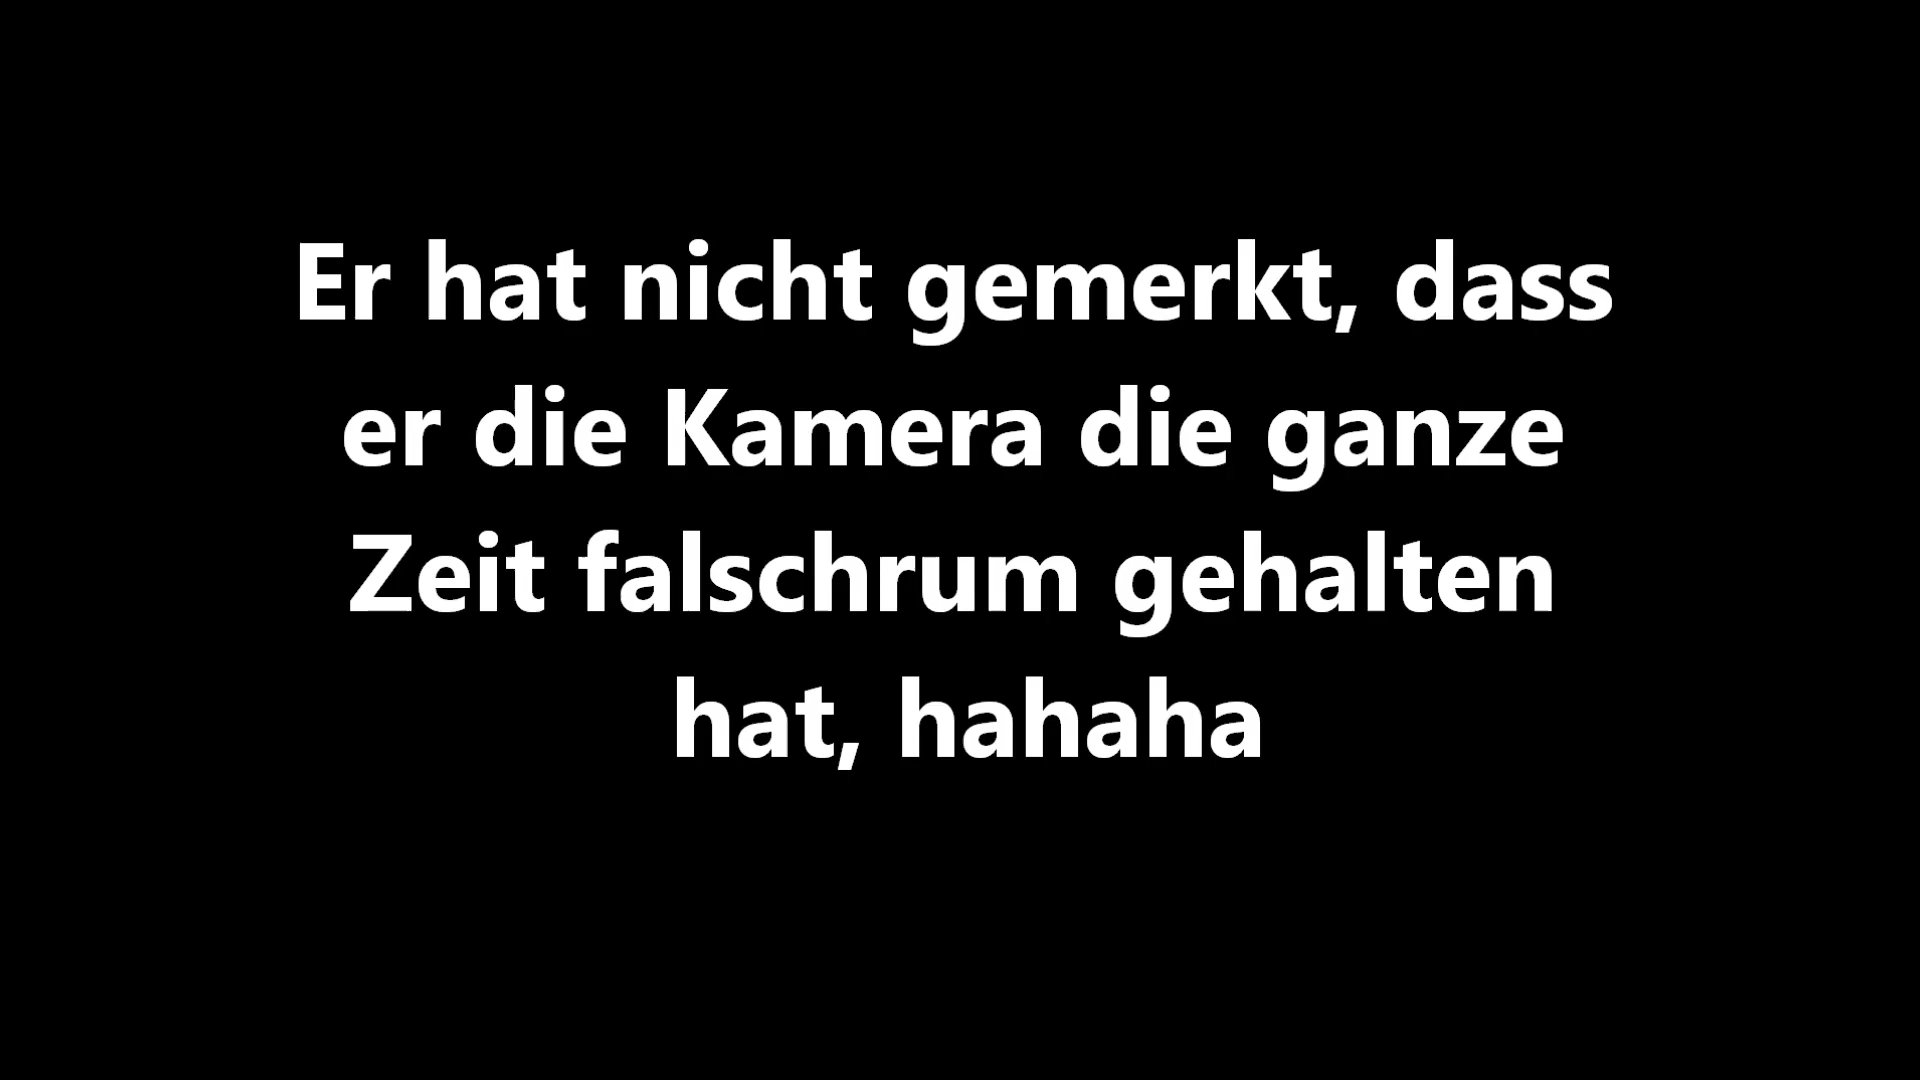 Er hat nicht gemerkt, dass
er die Kamera die ganze
Zeit falschrum gehalten
hat, hahaha